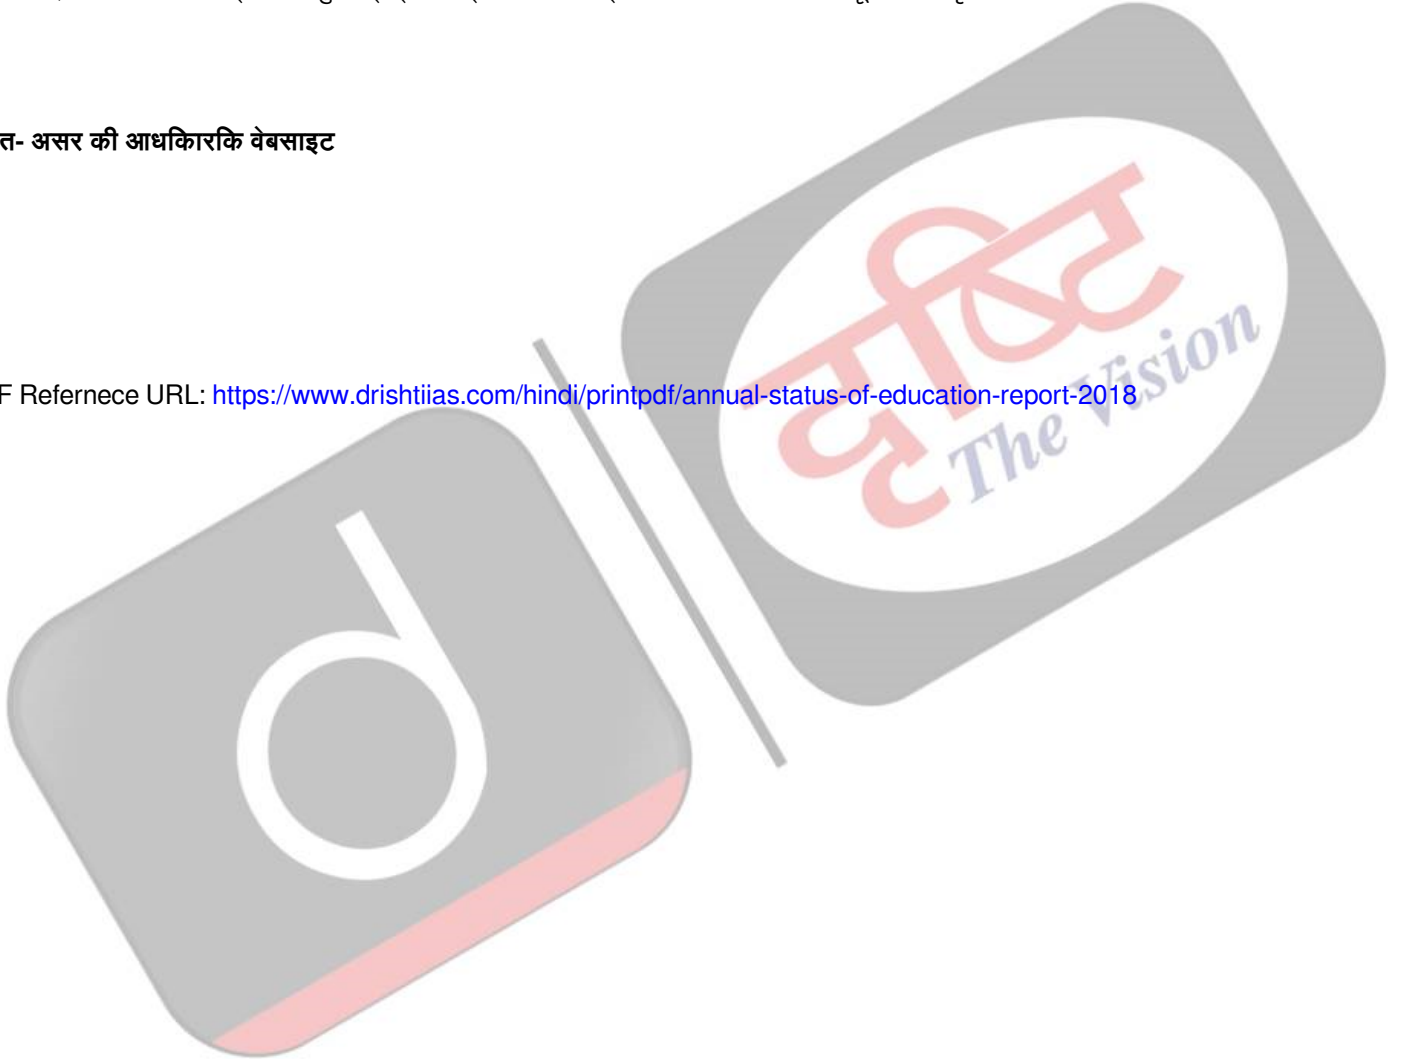 त- असर की आधिकारिक वेबसाइट
F Refernece URL: https://www.drishtiias.com/hindi/printpdf/annual-status-of-education-report-2018
दृष्टि
The Vision
d